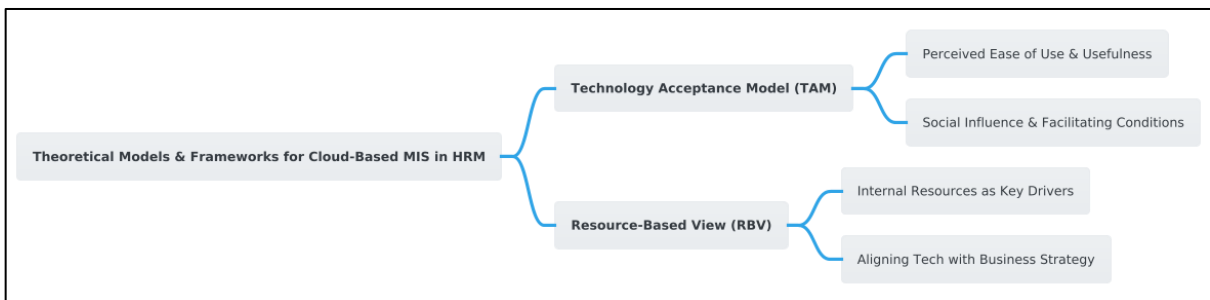 Theoretical Models & Frameworks for Cloud-Based MIS in HRM
Technology Acceptance Model (TAM)
Perceived Ease of Use & Usefulness
Social Influence & Facilitating Conditions
Resource-Based View (RBV)
Internal Resources as Key Drivers
Aligning Tech with Business Strategy